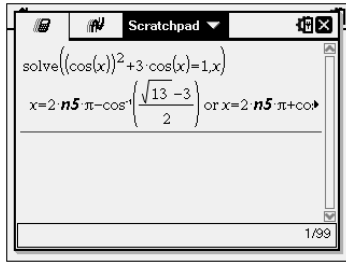 Scratchpad
solve((cos(x))²+3·cos(x)=1,x)
x=2·n5·π−cos⁻¹((√13−3)/2) or x=2·n5·π+cos
1/99